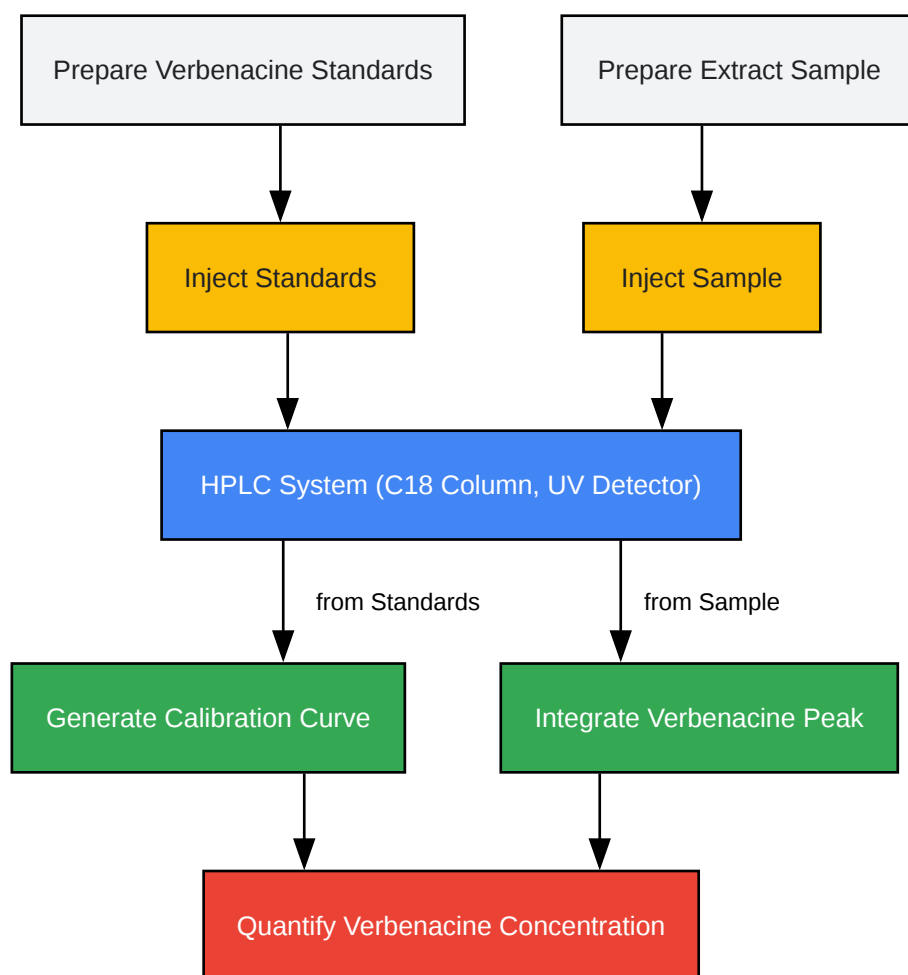 Prepare Verbenacine Standards
Prepare Extract Sample
Inject Standards
Inject Sample
HPLC System (C18 Column, UV Detector)
from Standards
from Sample
Generate Calibration Curve
Integrate Verbenacine Peak
Quantify Verbenacine Concentration